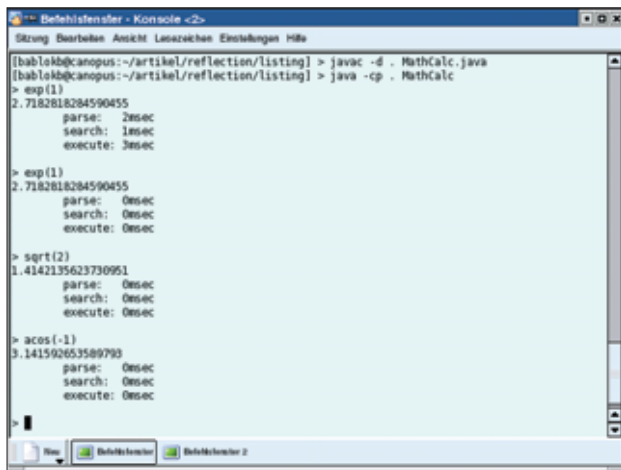 Befehlsfenster - Konsole <2>
Sitzung Bearbeiten Ansicht Lesezeichen Einstellungen Hilfe
[bablokb@canopus:~/artikel/reflection/listing] > javac -d . MathCalc.java
[bablokb@canopus:~/artikel/reflection/listing] > java -cp . MathCalc
> exp(1)
2.7182818284590455
parse: 2msec
search: 1msec
execute: 3msec
> exp(1)
2.7182818284590455
parse: 0msec
search: 0msec
execute: 0msec
> sqrt(2)
1.4142135623730951
parse: 0msec
search: 0msec
execute: 0msec
> acos(-1)
3.141592653589793
parse: 0msec
search: 0msec
execute: 0msec
>
Neu Befehlsfenster Befehlsfenster 2